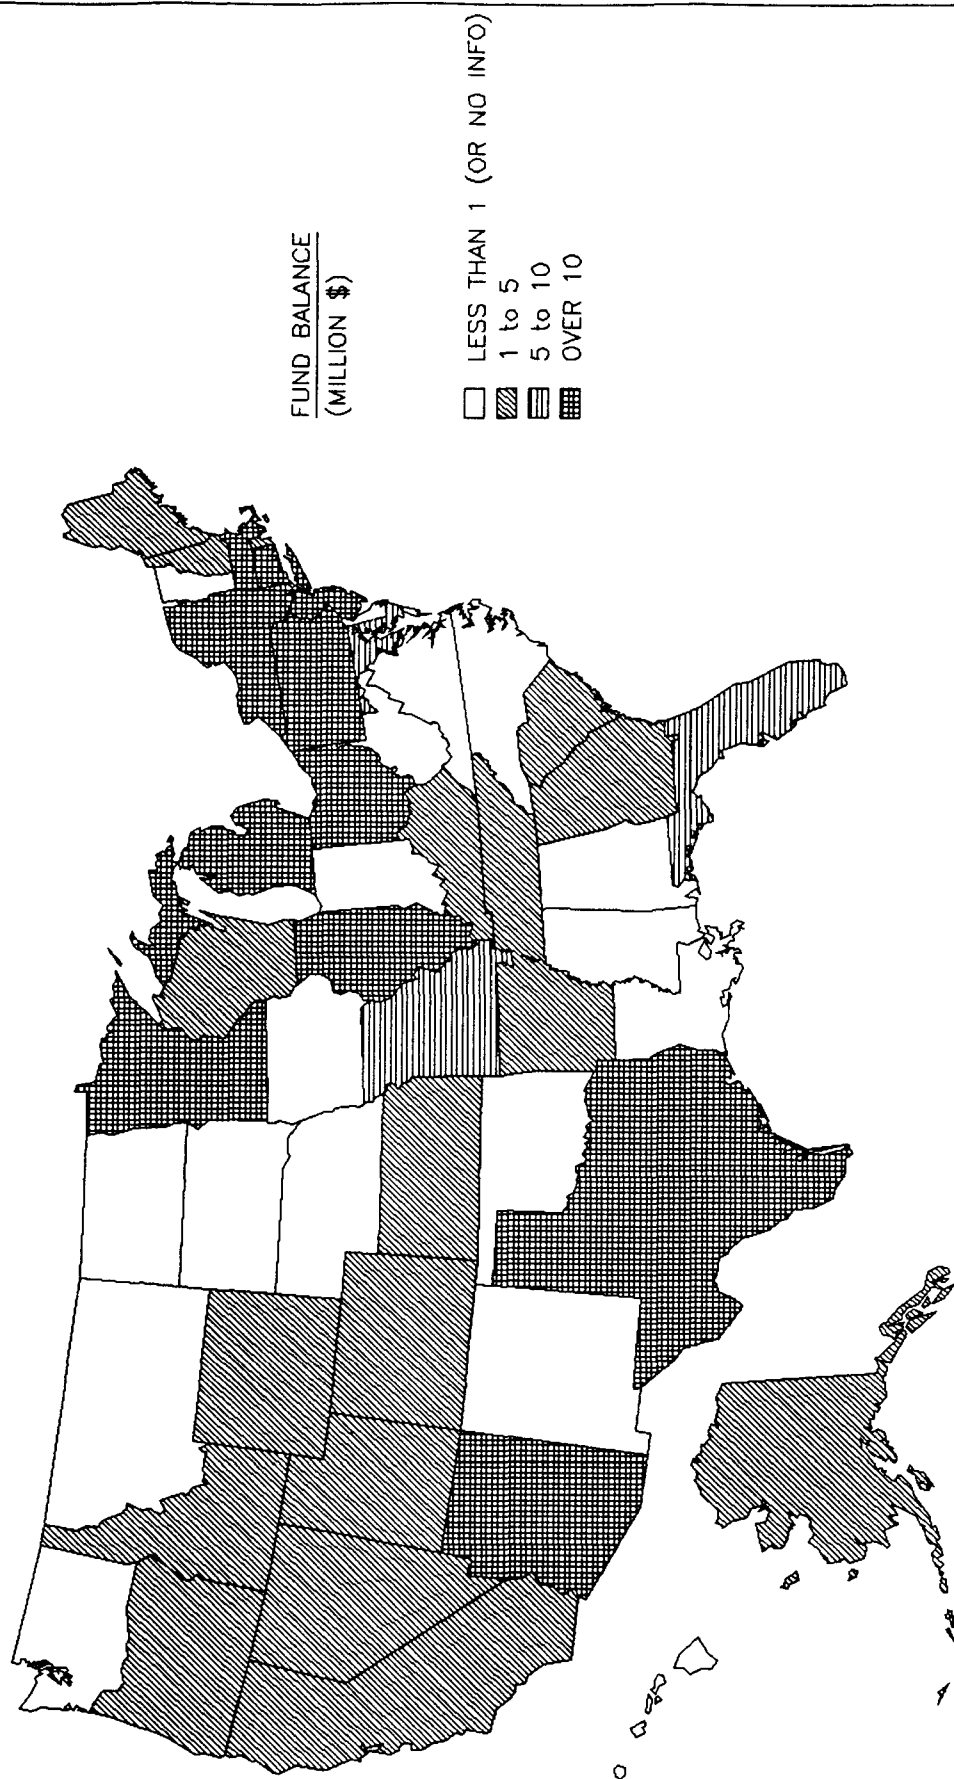 FUND BALANCE
(MILLION $)
LESS THAN 1 (OR NO INFO)
1 to 5
5 to 10
OVER 10